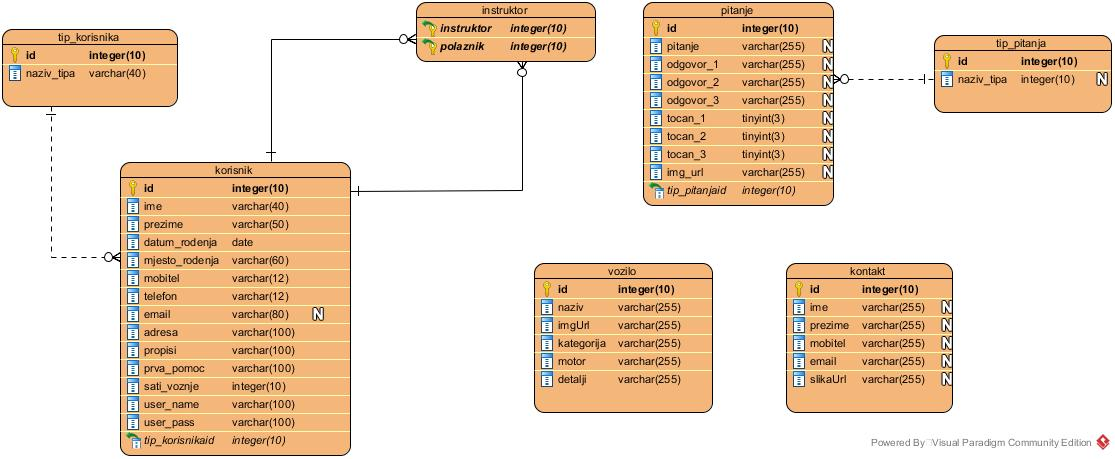 tip_korisnika
id integer(10)
naziv_tipa varchar(40)
instruktor
instruktor integer(10)
polaznik integer(10)
pitanje
id integer(10)
pitanje varchar(255) N
odgovor_1 varchar(255) N
odgovor_2 varchar(255) N
odgovor_3 varchar(255) N
tocan_1 tinyint(3) N
tocan_2 tinyint(3) N
tocan_3 tinyint(3) N
img_url varchar(255) N
tip_pitanjaid integer(10)
tip_pitanja
id integer(10)
naziv_tipa integer(10) N
korisnik
id integer(10)
ime varchar(40)
prezime varchar(50)
datum_rodenja date
mjesto_rodenja varchar(60)
mobitel varchar(12)
telefon varchar(12)
email varchar(80) N
adresa varchar(100)
propisi varchar(100)
prva_pomoc varchar(100)
sati_voznje integer(10)
user_name varchar(100)
user_pass varchar(100)
tip_korisnikaid integer(10)
vozilo
id integer(10)
naziv varchar(255)
imgUrl varchar(255)
kategorija varchar(255)
motor varchar(255)
detalji varchar(255)
kontakt
id integer(10)
ime varchar(255) N
prezime varchar(255) N
mobitel varchar(255) N
email varchar(255) N
slikaUrl varchar(255) N
Powered By Visual Paradigm Community Edition